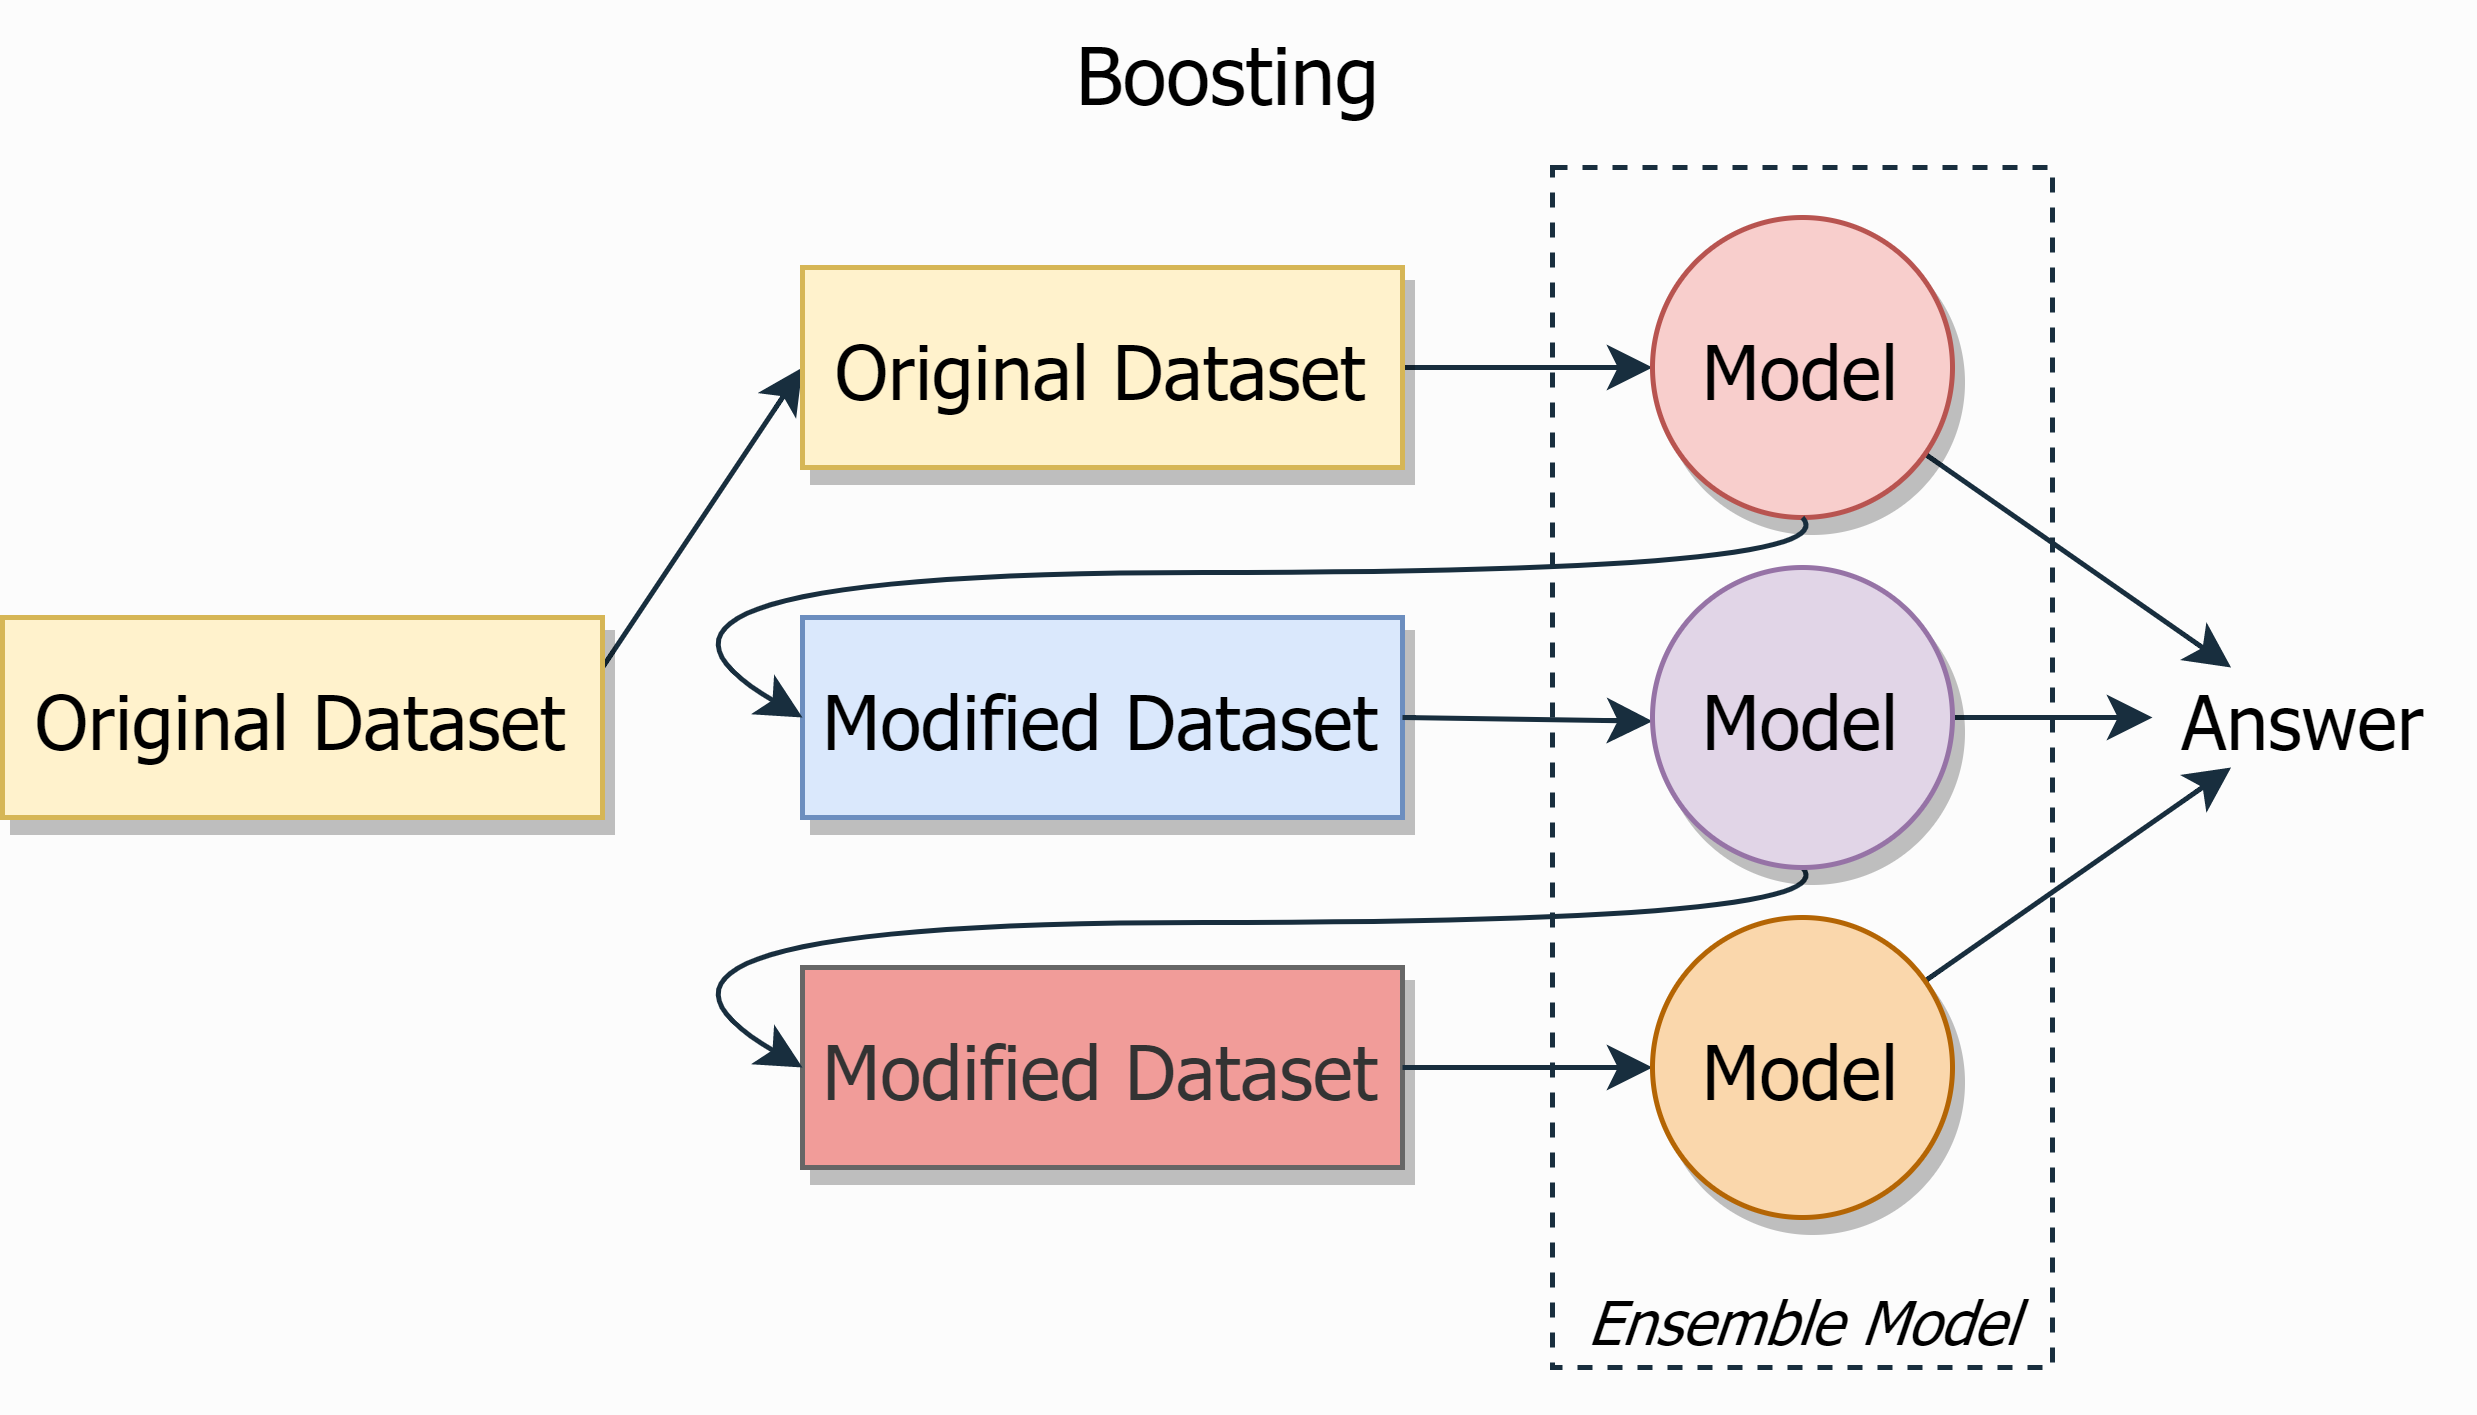 Boosting
Original Dataset
Model
Original Dataset
Modified Dataset
Model
Answer
Modified Dataset
Model
Ensemble Model